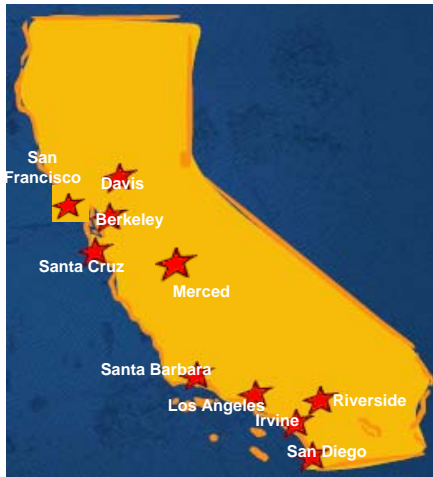 San
Francisco
Davis
Berkeley
Santa Cruz
Merced
Santa Barbara
Los Angeles
Riverside
Irvine
San Diego